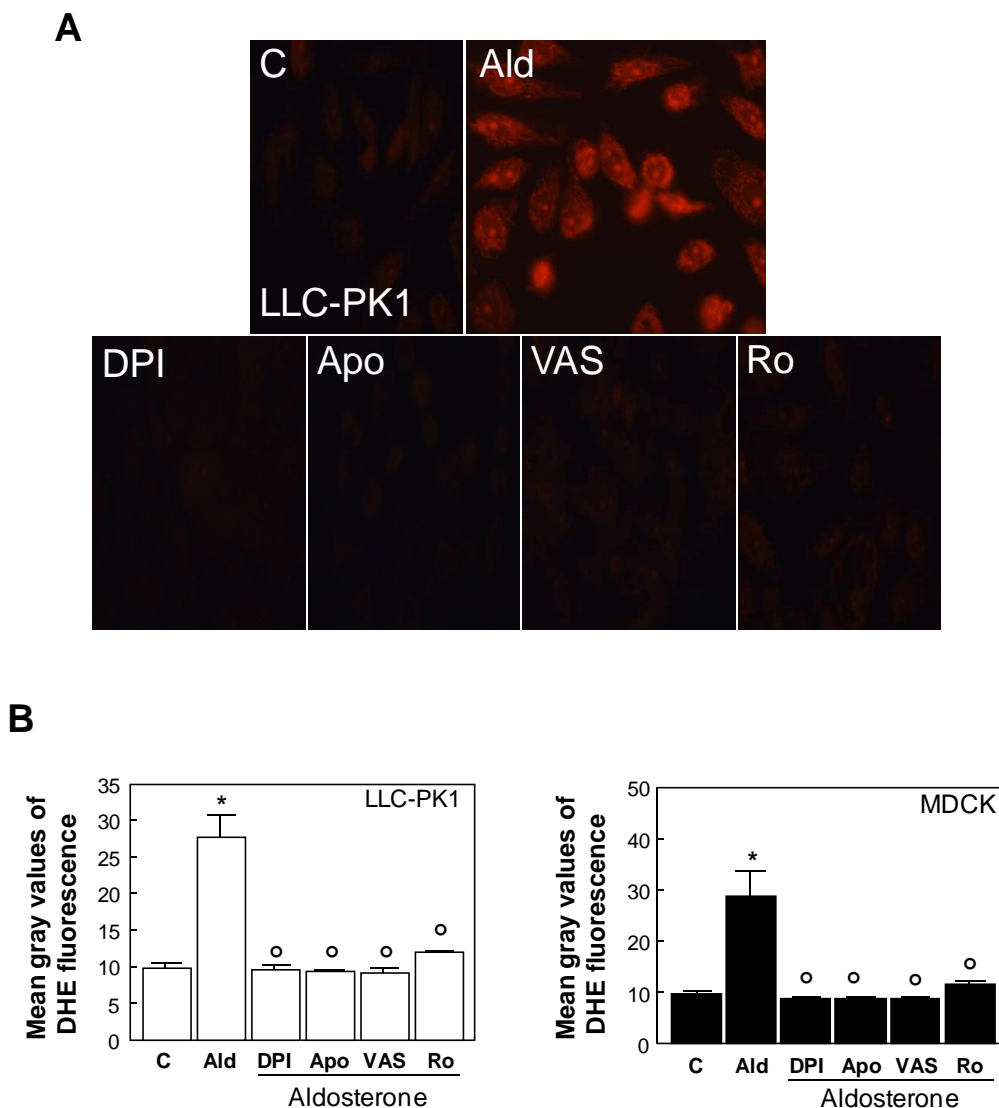 A
C Ald
LLC-PK1
DPI Apo VAS Ro
B
Mean gray values of
DHE fluorescence
35
30
25
20
15
10
5
0
LLC-PK1
*
C Ald DPI Apo VAS Ro
Aldosterone
Mean gray values of
DHE fluorescence
50
40
30
20
10
0
MDCK
*
C Ald DPI Apo VAS Ro
Aldosterone